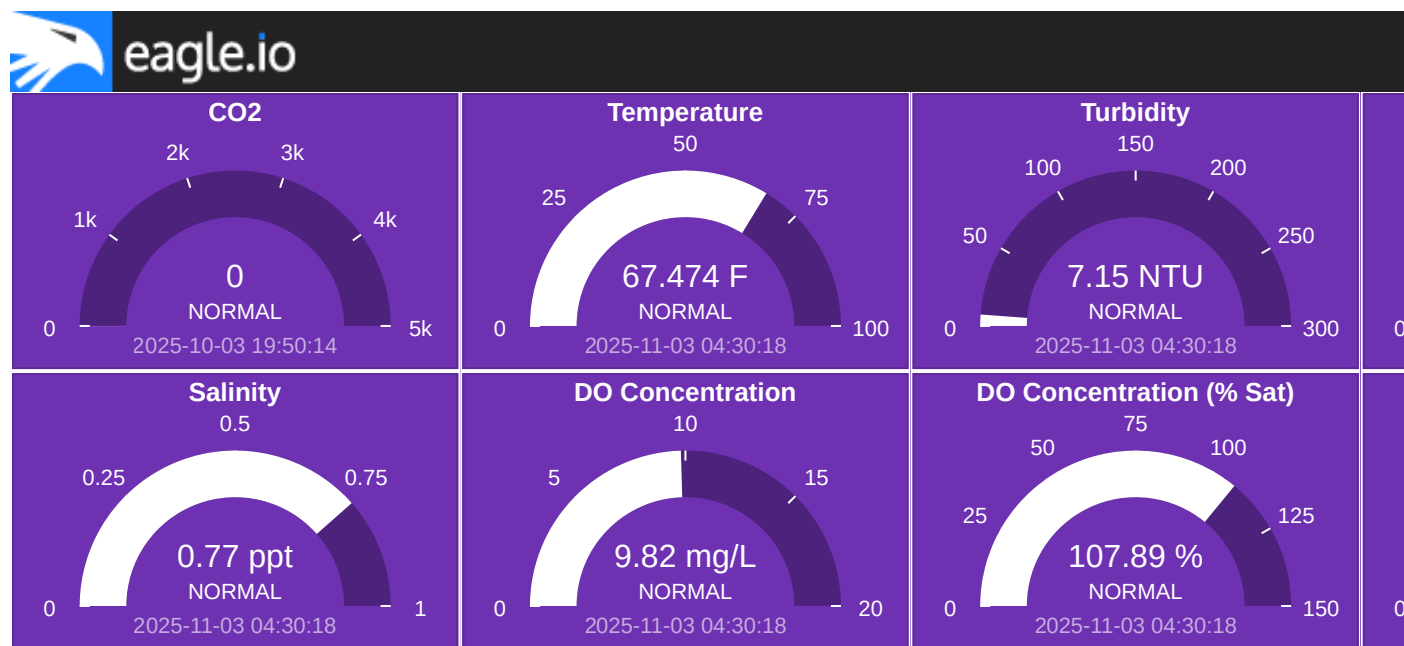 eagle.io
CO2
0
1k
2k
3k
4k
5k
0
NORMAL
2025-10-03 19:50:14
Temperature
0
25
50
75
100
67.474 F
NORMAL
2025-11-03 04:30:18
Turbidity
0
50
100
150
200
250
300
7.15 NTU
NORMAL
2025-11-03 04:30:18
Salinity
0
0.25
0.5
0.75
1
0.77 ppt
NORMAL
2025-11-03 04:30:18
DO Concentration
0
5
10
15
20
9.82 mg/L
NORMAL
2025-11-03 04:30:18
DO Concentration (% Sat)
0
25
50
75
100
125
150
107.89 %
NORMAL
2025-11-03 04:30:18